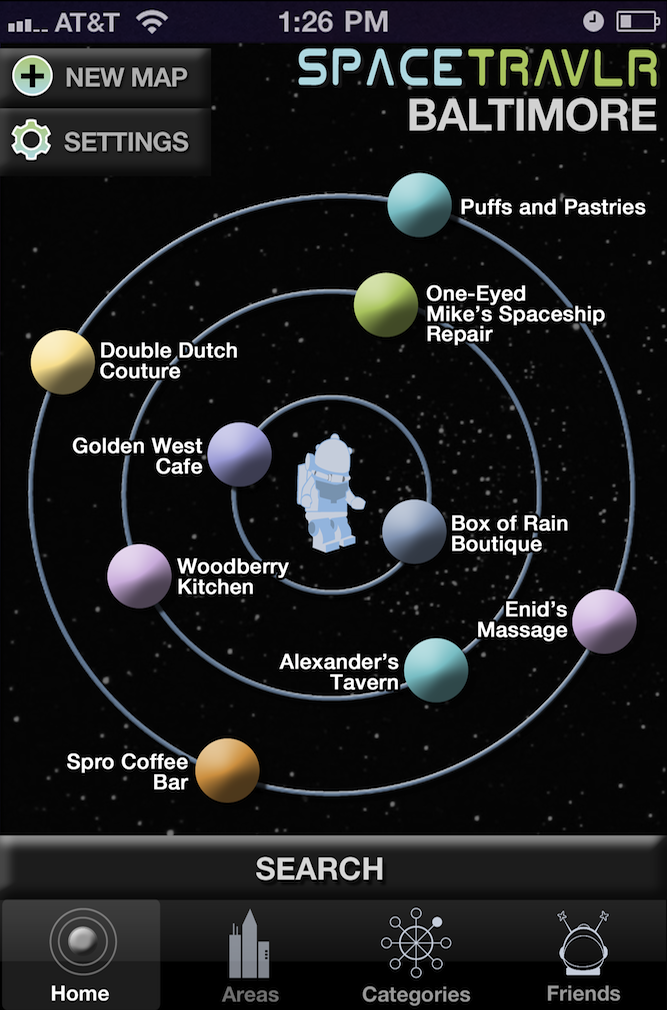 AT&T 1:26 PM
NEW MAP
SPACETRAVLR
BALTIMORE
SETTINGS
Puffs and Pastries
One-Eyed
Mike's Spaceship
Repair
Double Dutch
Couture
Golden West
Cafe
Box of Rain
Boutique
Woodberry
Kitchen
Enid's
Massage
Alexander's
Tavern
Spro Coffee
Bar
SEARCH
Home
Areas
Categories
Friends